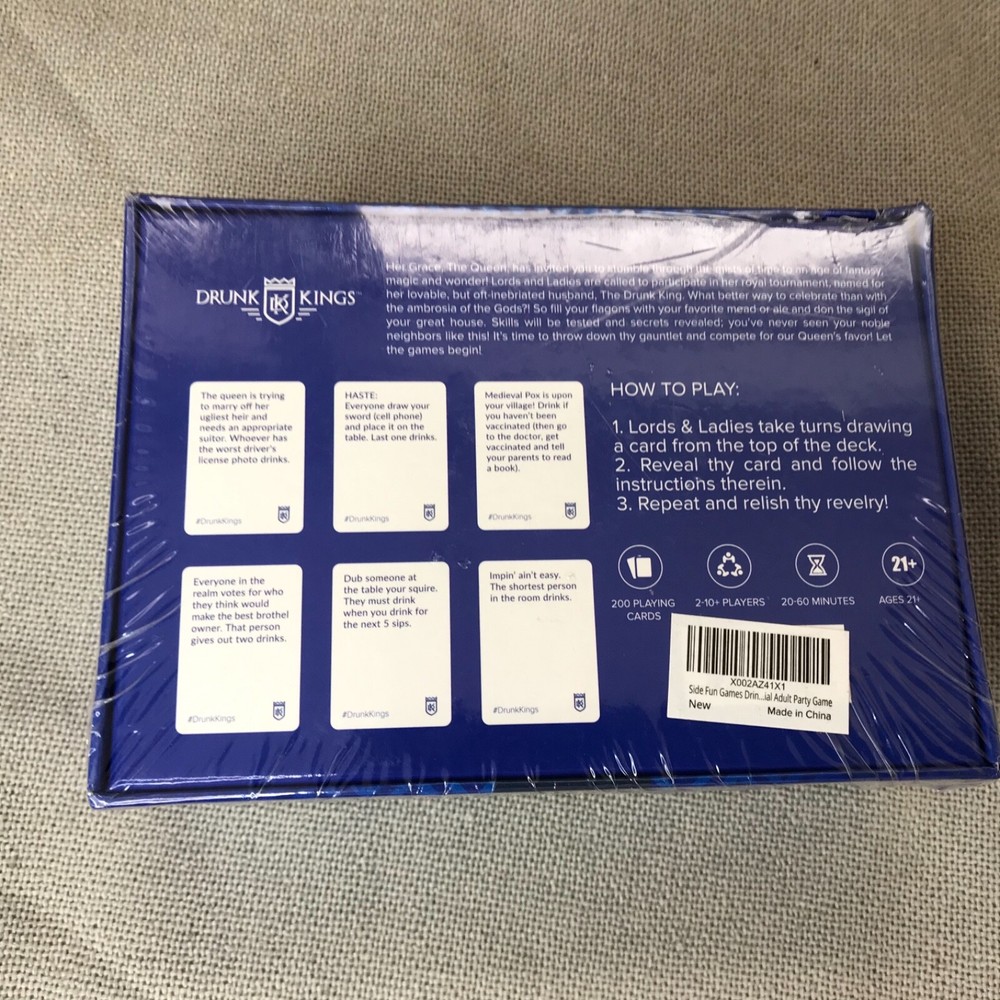 DRUNK DK KINGS™
Her Grace, The Queen, has invited you to stumble through the mists of time to an age of fantasy,
magic and wonder! Lords and Ladies are called to participate in her royal tournament, named for
her lovable, but oft-inebriated husband, The Drunk King. What better way to celebrate than with
the ambrosia of the Gods?! So fill your flagons with your favorite mead or ale and don the sigil of
your great house. Skills will be tested and secrets revealed; you've never seen your noble
neighbors like this! It's time to throw down thy gauntlet and compete for our Queen's favor! Let
the games begin!
The queen is trying
to marry off her
ugliest heir and
needs an appropriate
suitor. Whoever has
the worst driver's
license photo drinks.
#DrunkKings
HASTE:
Everyone draw your
sword (cell phone)
and place it on the
table. Last one drinks.
#DrunkKings
Medieval Pox is upon
your village! Drink if
you haven't been
vaccinated (then go
to the doctor, get
vaccinated and tell
your parents to read
a book).
#DrunkKings
Everyone in the
realm votes for who
they think would
make the best brothel
owner. That person
gives out two drinks.
#DrunkKings
Dub someone at
the table your squire.
They must drink
when you drink for
the next 5 sips.
#DrunkKings
Impin' ain't easy.
The shortest person
in the room drinks.
#DrunkKings
HOW TO PLAY:
1. Lords & Ladies take turns drawing
a card from the top of the deck.
2. Reveal thy card and follow the
instructions therein.
3. Repeat and relish thy revelry!
21+
200 PLAYING
CARDS
2-10+ PLAYERS
20-60 MINUTES
AGES 21+
X002AZ41X1
Side Fun Games Drin...ial Adult Party Game
New
Made in China